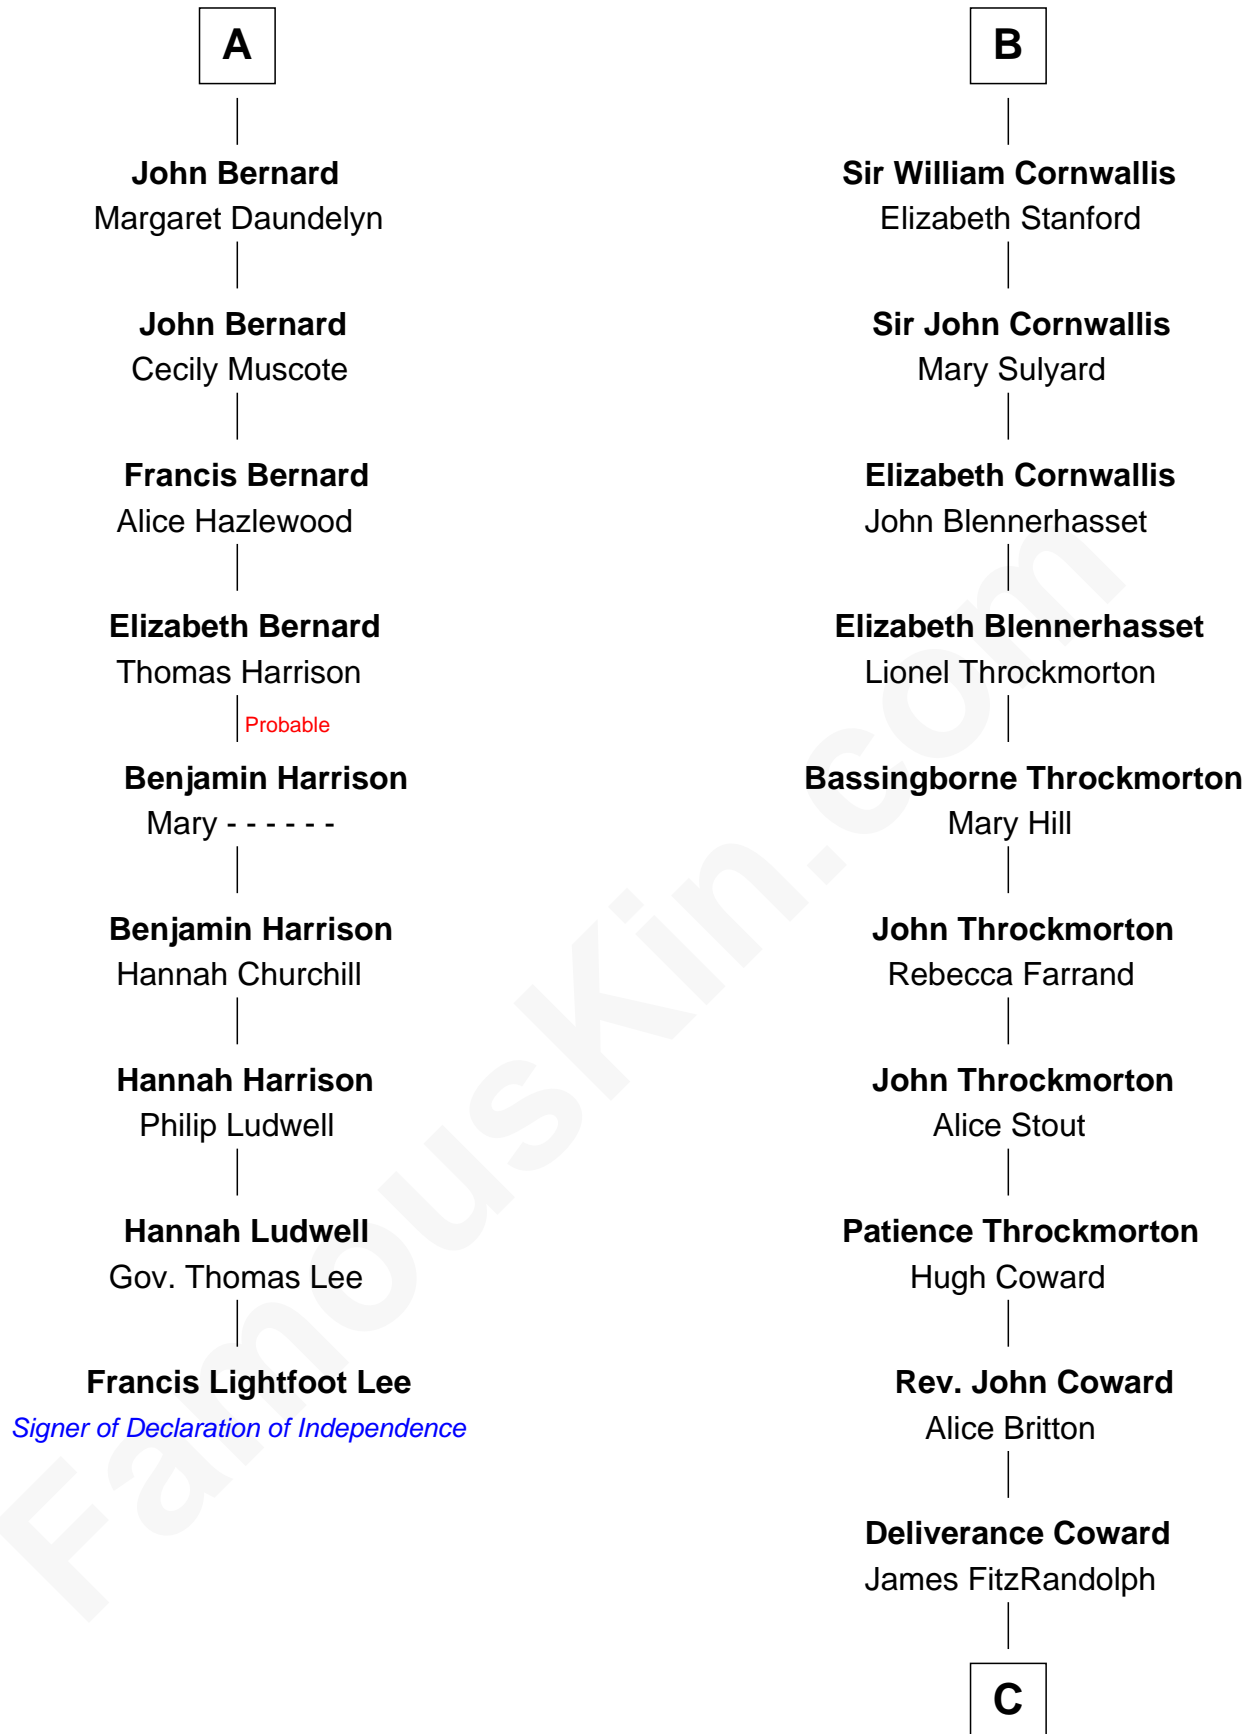 A
John Bernard
Margaret Daundelyn
John Bernard
Cecily Muscote
Francis Bernard
Alice Hazlewood
Elizabeth Bernard
Thomas Harrison
Probable
Benjamin Harrison
Mary - - - - - -
Benjamin Harrison
Hannah Churchill
Hannah Harrison
Philip Ludwell
Hannah Ludwell
Gov. Thomas Lee
Francis Lightfoot Lee
Signer of Declaration of Independence
B
Sir William Cornwallis
Elizabeth Stanford
Sir John Cornwallis
Mary Sulyard
Elizabeth Cornwallis
John Blennerhasset
Elizabeth Blennerhasset
Lionel Throckmorton
Bassingborne Throckmorton
Mary Hill
John Throckmorton
Rebecca Farrand
John Throckmorton
Alice Stout
Patience Throckmorton
Hugh Coward
Rev. John Coward
Alice Britton
Deliverance Coward
James FitzRandolph
C
FamousKin.com